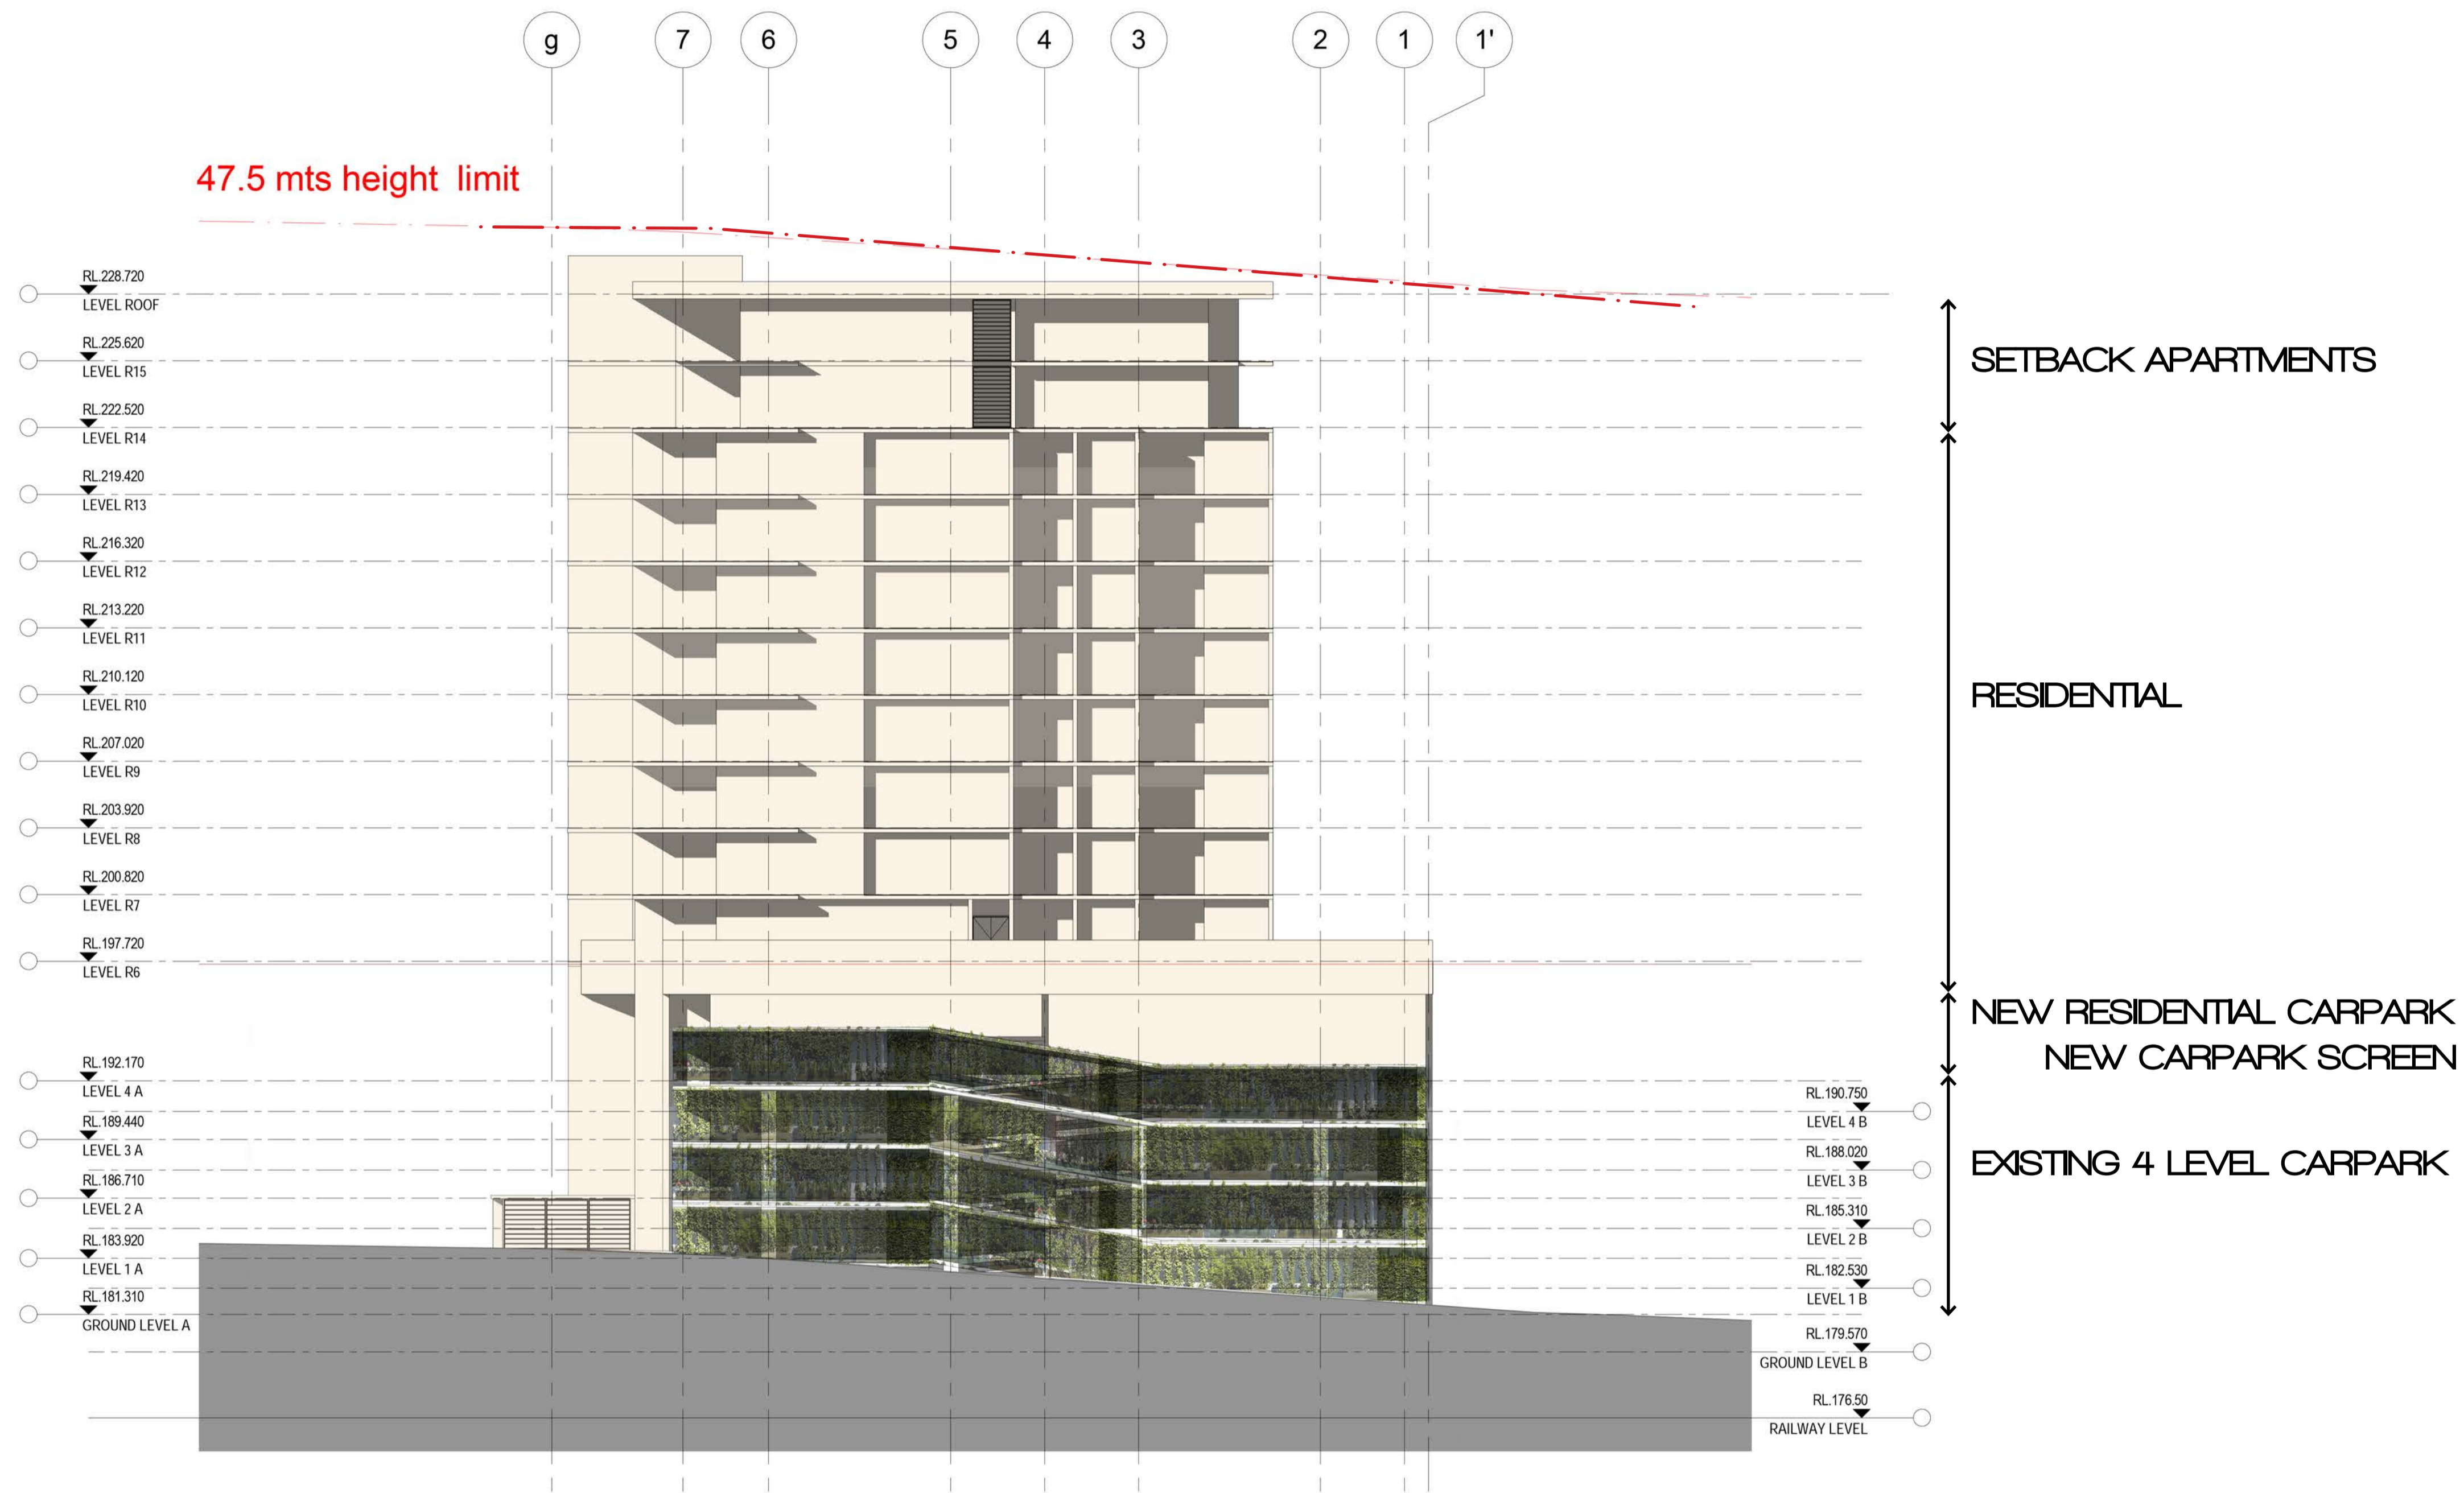 g 7 6 5 4 3 2 1 1'
47.5 mts height limit
RL.228.720
LEVEL ROOF
RL.225.620
LEVEL R15
RL.222.520
LEVEL R14
RL.219.420
LEVEL R13
RL.216.320
LEVEL R12
RL.213.220
LEVEL R11
RL.210.120
LEVEL R10
RL.207.020
LEVEL R9
RL.203.920
LEVEL R8
RL.200.820
LEVEL R7
RL.197.720
LEVEL R6
RL.192.170
LEVEL 4 A
RL.189.440
LEVEL 3 A
RL.186.710
LEVEL 2 A
RL.183.920
LEVEL 1 A
RL.181.310
GROUND LEVEL A
RL.190.750
LEVEL 4 B
RL.188.020
LEVEL 3 B
RL.185.310
LEVEL 2 B
RL.182.530
LEVEL 1 B
RL.179.570
GROUND LEVEL B
RL.176.50
RAILWAY LEVEL
SETBACK APARTMENTS
RESIDENTIAL
NEW RESIDENTIAL CARPARK
NEW CARPARK SCREEN
EXISTING 4 LEVEL CARPARK